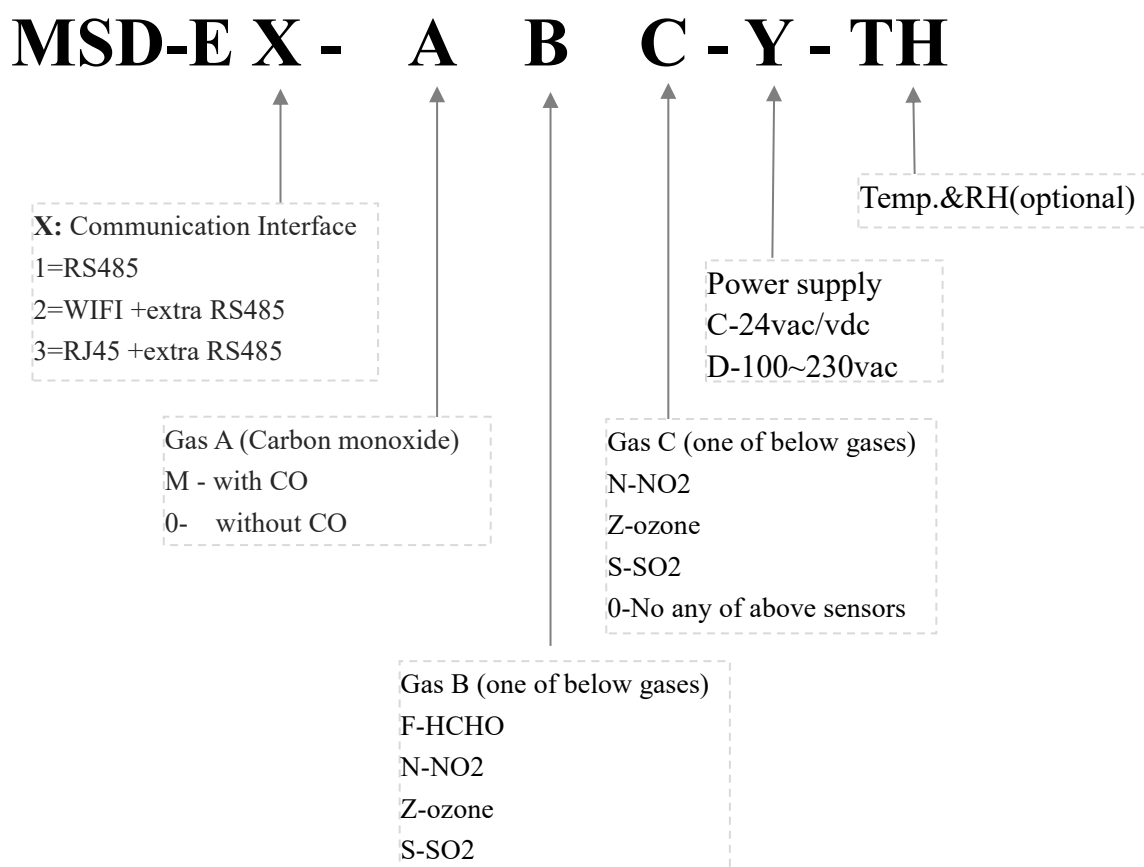 MSD-E X - A B C - Y - TH
Temp.&RH(optional)
X: Communication Interface
1=RS485
2=WIFI +extra RS485
3=RJ45 +extra RS485
Power supply
C-24vac/vdc
D-100~230vac
Gas A (Carbon monoxide)
M - with CO
0- without CO
Gas C (one of below gases)
N-NO2
Z-ozone
S-SO2
0-No any of above sensors
Gas B (one of below gases)
F-HCHO
N-NO2
Z-ozone
S-SO2